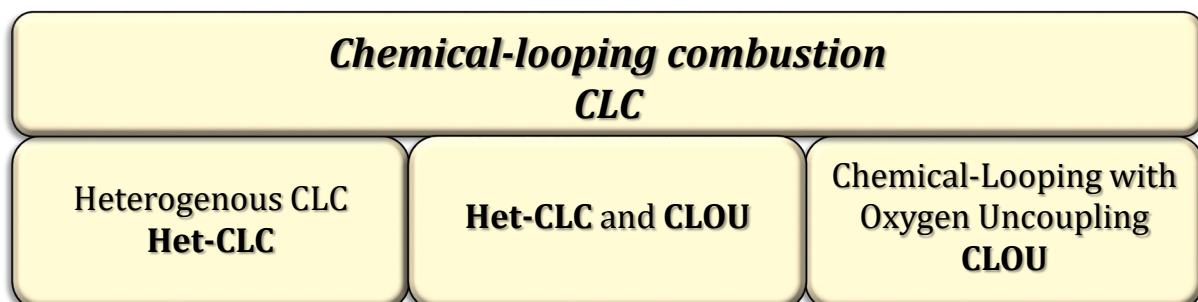 Chemical-looping combustion
CLC
Heterogenous CLC
Het-CLC
Het-CLC and CLOU
Chemical-Looping with
Oxygen Uncoupling
CLOU